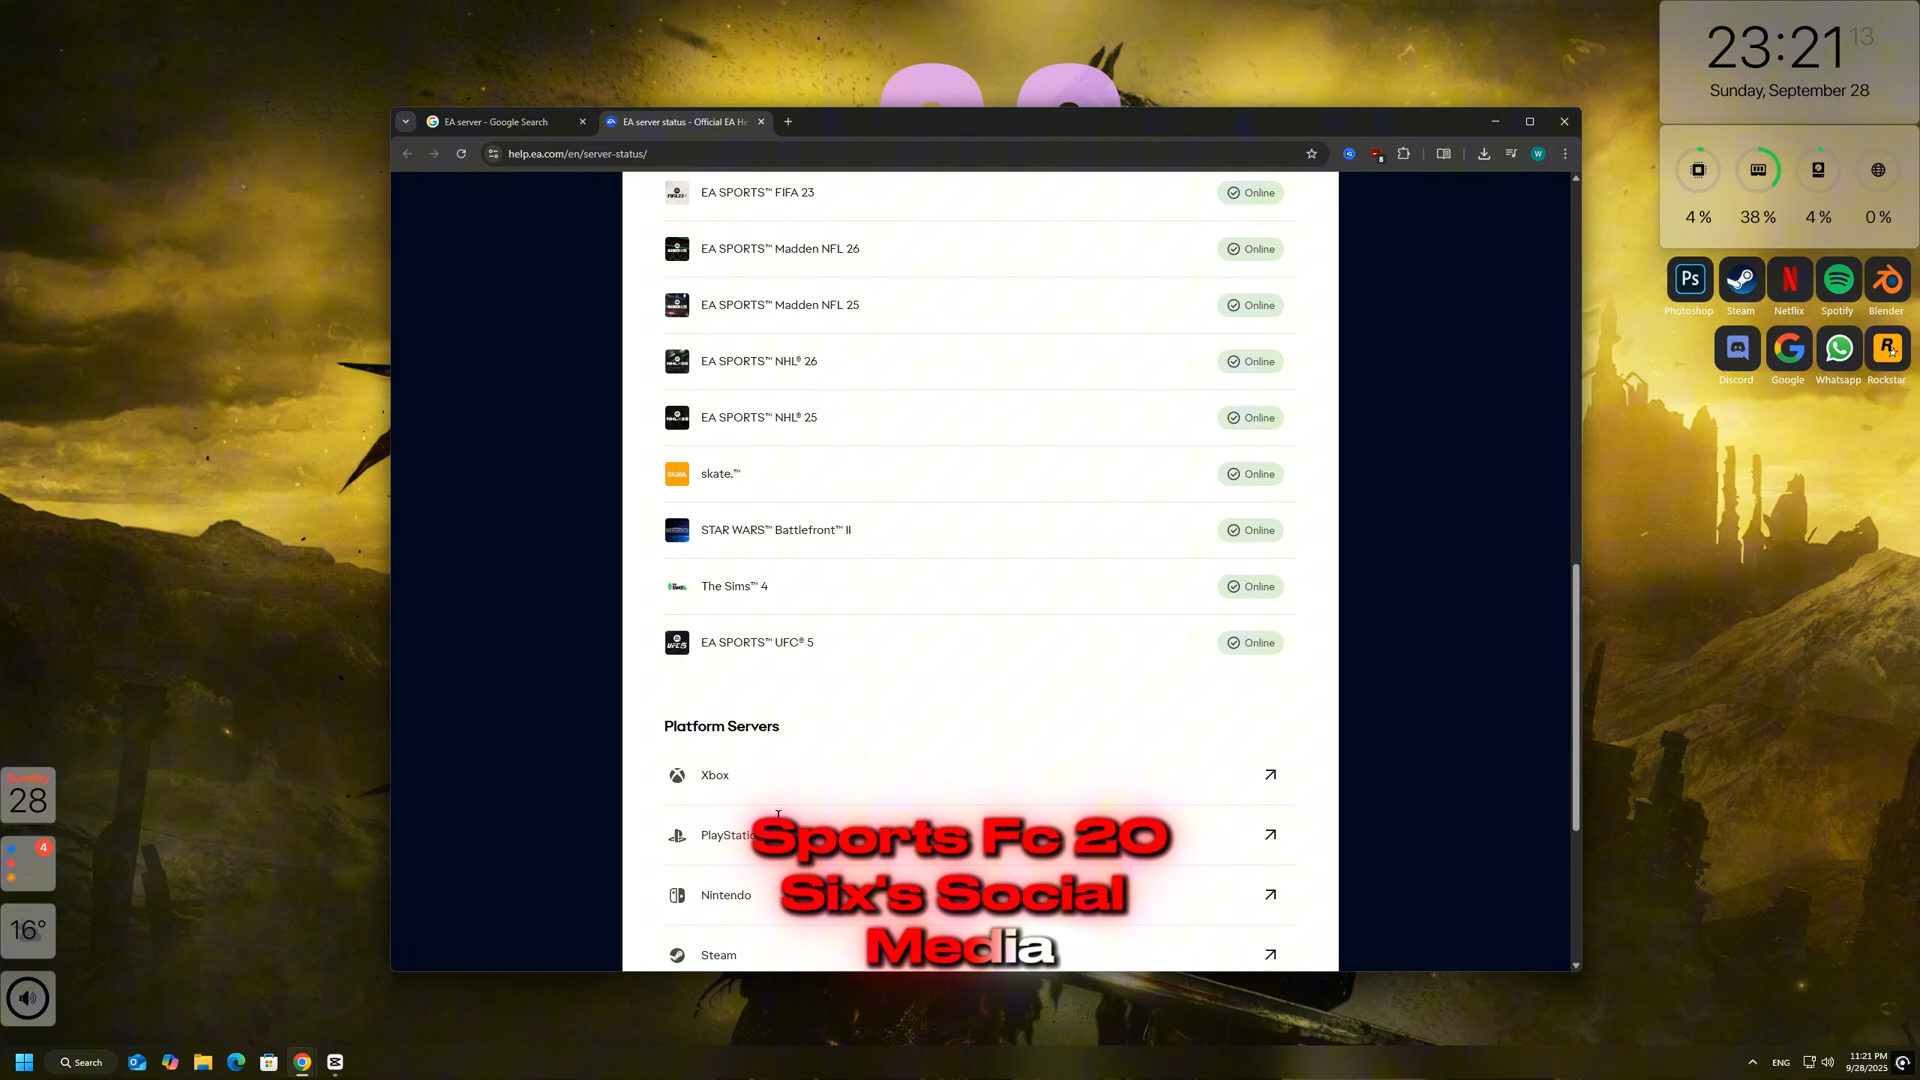 23:21 13
Sunday, September 28
4% 38% 4% 0%
Photoshop Steam Netflix Spotify Blender
Discord Google Whatsapp Rockstar
EA server - Google Search
EA server status - Official EA He
help.ea.com/en/server-status/
EA SPORTS™ FIFA 23 Online
EA SPORTS™ Madden NFL 26 Online
EA SPORTS™ Madden NFL 25 Online
EA SPORTS™ NHL® 26 Online
EA SPORTS™ NHL® 25 Online
skate.™ Online
STAR WARS™ Battlefront™ II Online
The Sims™ 4 Online
EA SPORTS™ UFC® 5 Online
Platform Servers
Xbox
PlayStatio
Nintendo
Steam
Sports Fc 20
Six's Social
Media
Sunday
28
4
16°
Search
ENG
11:21 PM
9/28/2025